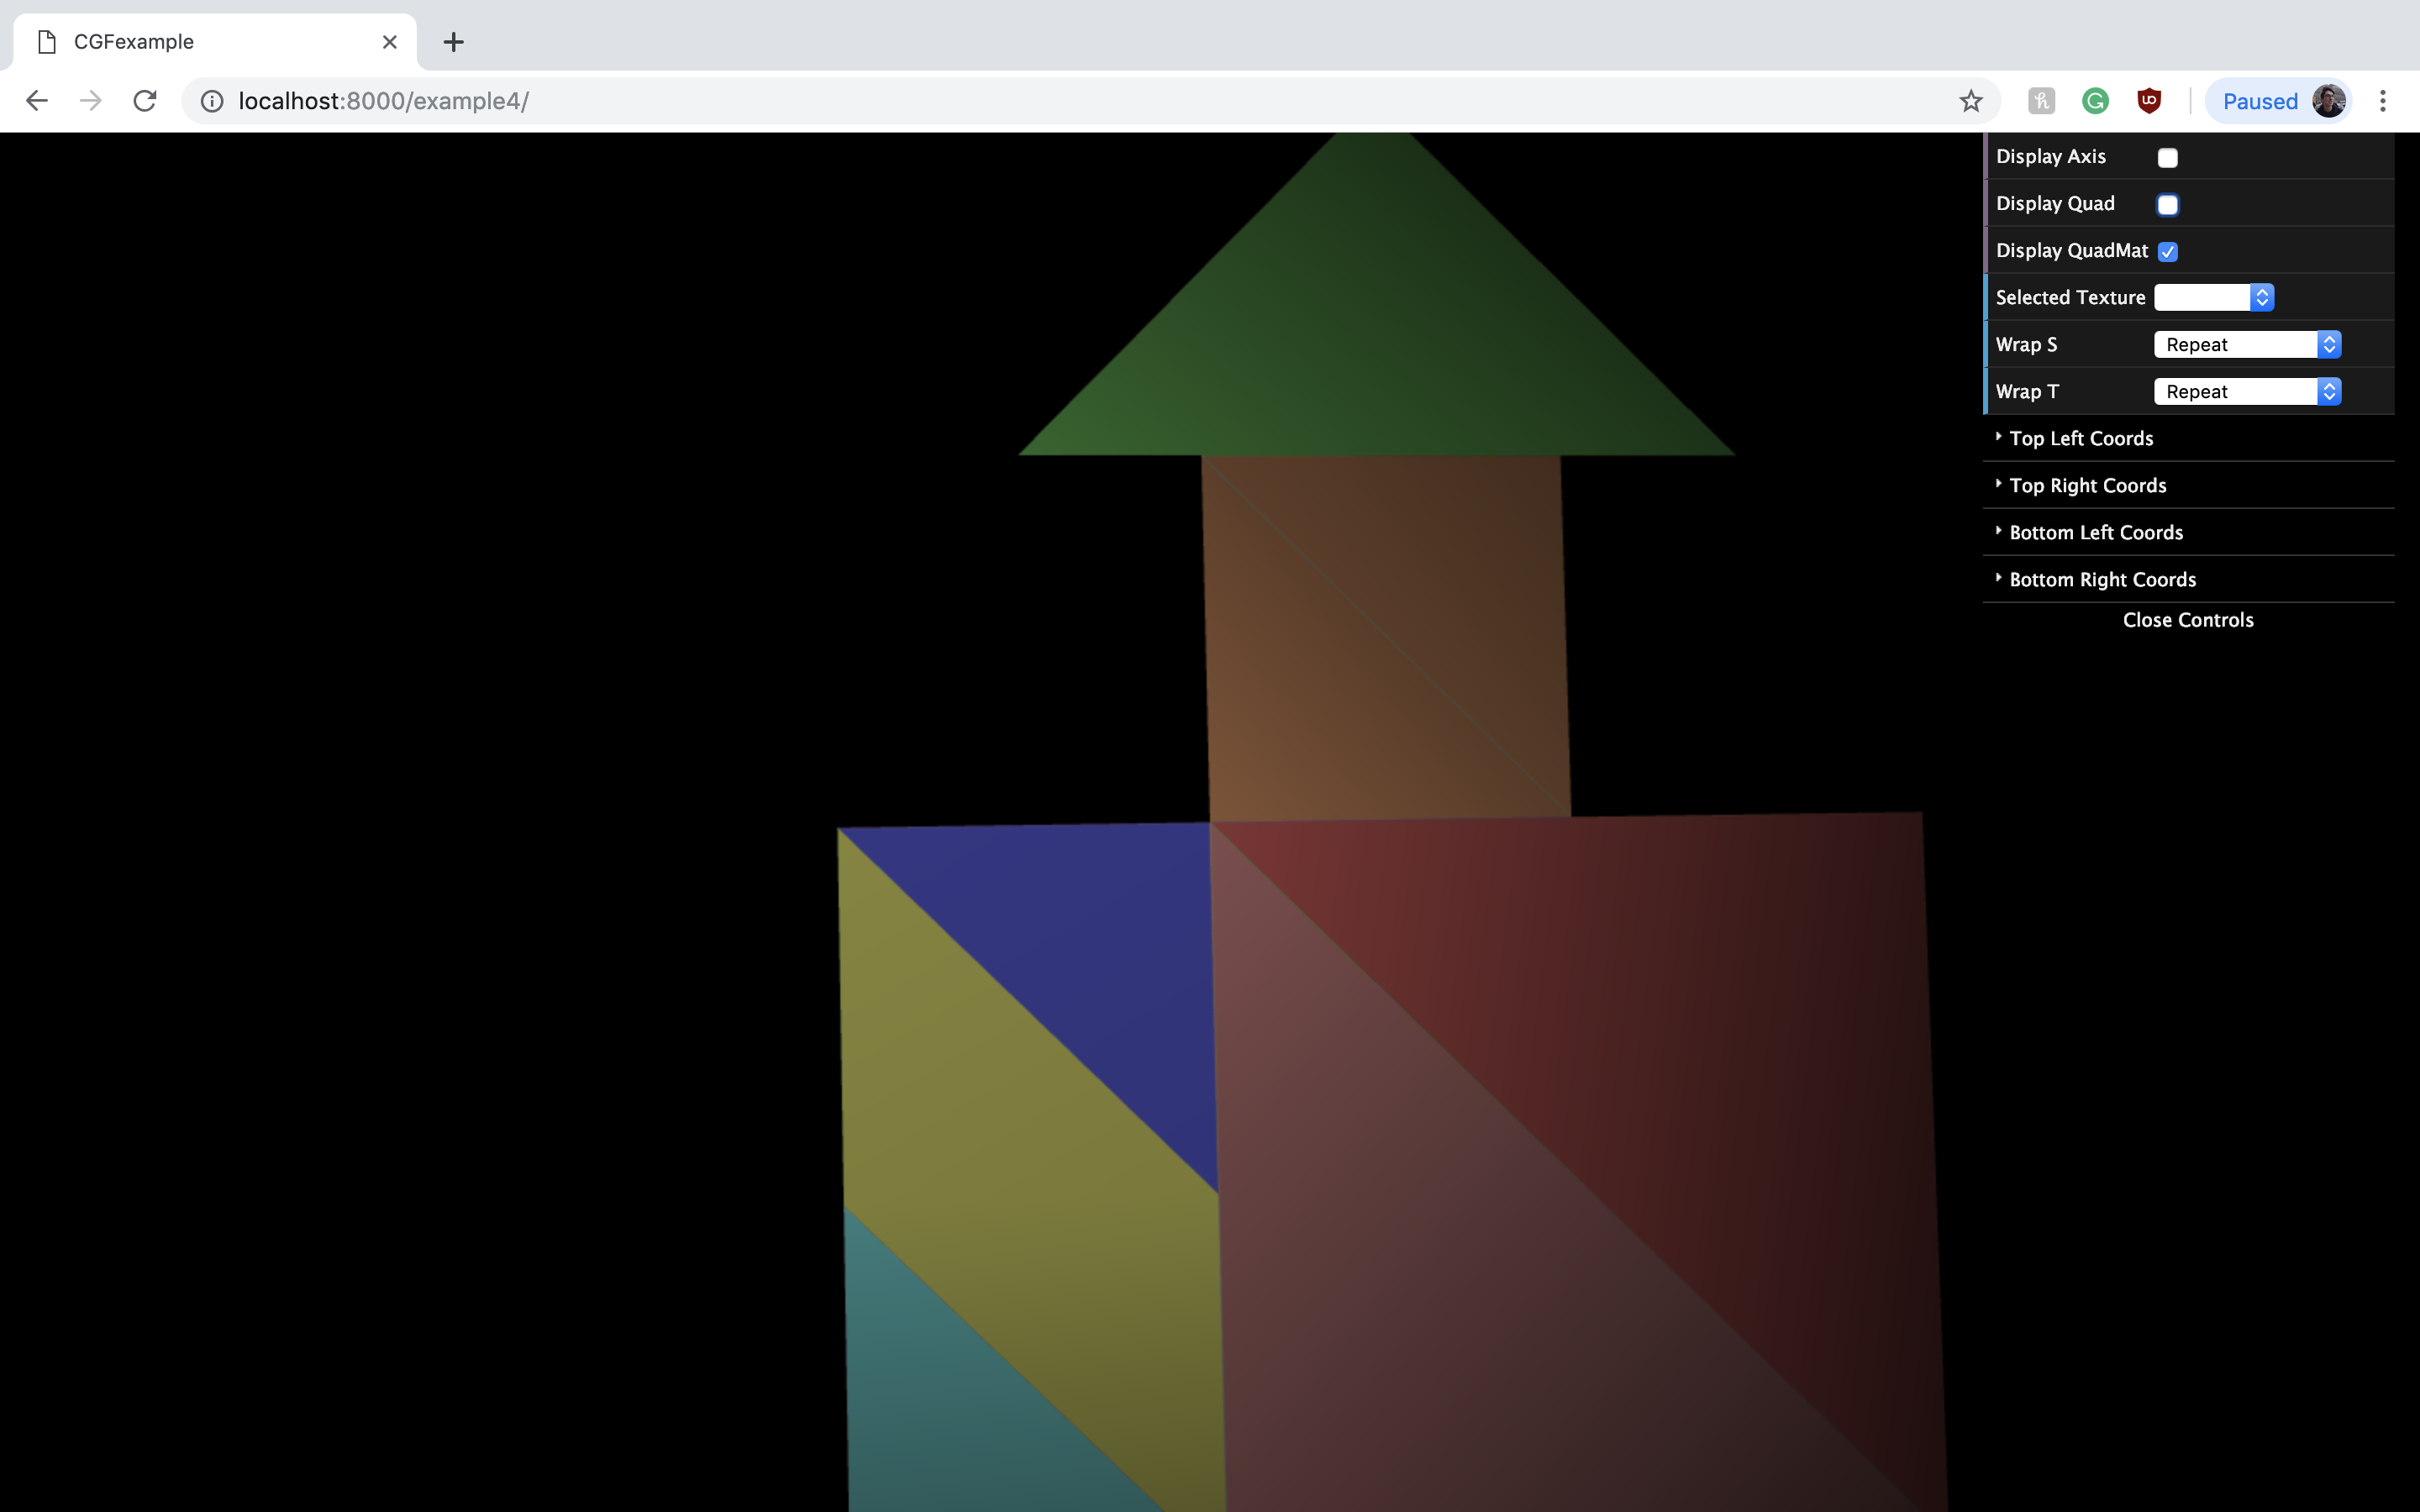 CGFexample
localhost:8000/example4/
Paused
Display Axis
Display Quad
Display QuadMat
Selected Texture
Wrap S Repeat
Wrap T Repeat
Top Left Coords
Top Right Coords
Bottom Left Coords
Bottom Right Coords
Close Controls